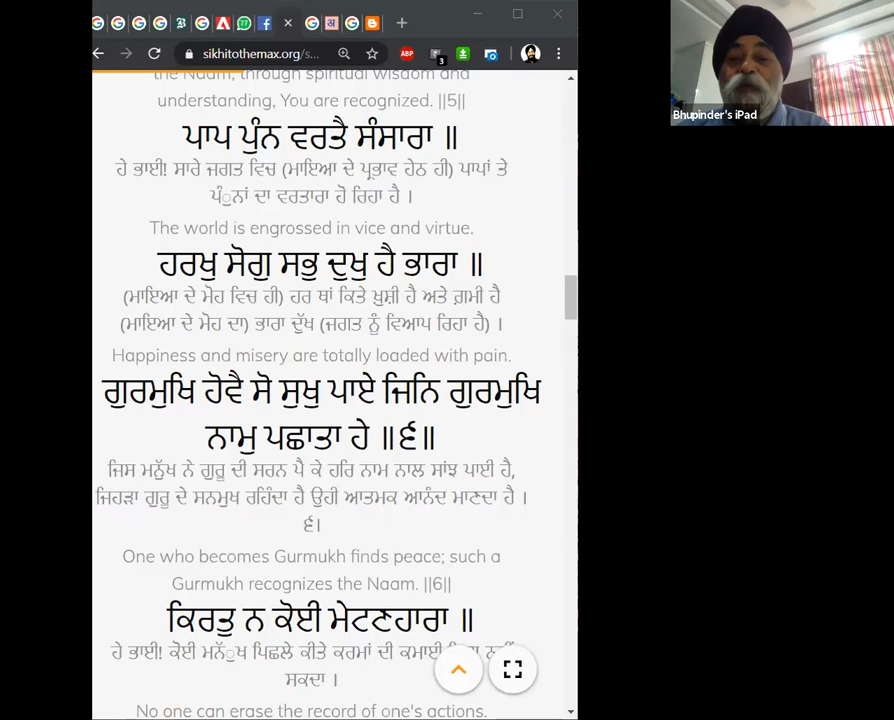 sikhitothemax.org/s...
ABP
3
77
the Naam; through spiritual wisdom and
understanding, You are recognized. ||5||
ਪਾਪ ਪੁੰਨ ਵਰਤੈ ਸੰਸਾਰਾ ॥
ਹੇ ਭਾਈ! ਸਾਰੇ ਜਗਤ ਵਿਚ (ਮਾਇਆ ਦੇ ਪ੍ਰਭਾਵ ਹੇਠ ਹੀ) ਪਾਪਾਂ ਤੇ
ਪੰੁਨਾਂ ਦਾ ਵਰਤਾਰਾ ਹੋ ਰਿਹਾ ਹੈ ।
The world is engrossed in vice and virtue.
ਹਰਖੁ ਸੋਗੁ ਸਭੁ ਦੁਖੁ ਹੈ ਭਾਰਾ ॥
(ਮਾਇਆ ਦੇ ਮੋਹ ਵਿਚ ਹੀ) ਹਰ ਥਾਂ ਕਿਤੇ ਖ਼ੁਸ਼ੀ ਹੈ ਅਤੇ ਗ਼ਮੀ ਹੈ
(ਮਾਇਆ ਦੇ ਮੋਹ ਦਾ) ਭਾਰਾ ਦੁੱਖ (ਜਗਤ ਨੂੰ ਵਿਆਪ ਰਿਹਾ ਹੈ) ।
Happiness and misery are totally loaded with pain.
ਗੁਰਮੁਖਿ ਹੋਵੈ ਸੋ ਸੁਖੁ ਪਾਏ ਜਿਨਿ ਗੁਰਮੁਖਿ
ਨਾਮੁ ਪਛਾਤਾ ਹੇ ॥੬॥
ਜਿਸ ਮਨੁੱਖ ਨੇ ਗੁਰੂ ਦੀ ਸਰਨ ਪੈ ਕੇ ਹਰਿ ਨਾਮ ਨਾਲ ਸਾਂਝ ਪਾਈ ਹੈ,
ਜਿਹੜਾ ਗੁਰੂ ਦੇ ਸਨਮੁਖ ਰਹਿੰਦਾ ਹੈ ਉਹੀ ਆਤਮਕ ਆਨੰਦ ਮਾਣਦਾ ਹੈ ।
੬।
One who becomes Gurmukh finds peace; such a
Gurmukh recognizes the Naam. ||6||
ਕਿਰਤੁ ਨ ਕੋਈ ਮੇਟਣਹਾਰਾ ॥
ਹੇ ਭਾਈ! ਕੋਈ ਮਨੱੁਖ ਪਿਛਲੇ ਕੀਤੇ ਕਰਮਾਂ ਦੀ ਕਮਾਈ
ਸਕਦਾ ।
No one can erase the record of one's actions.
Bhupinder's iPad